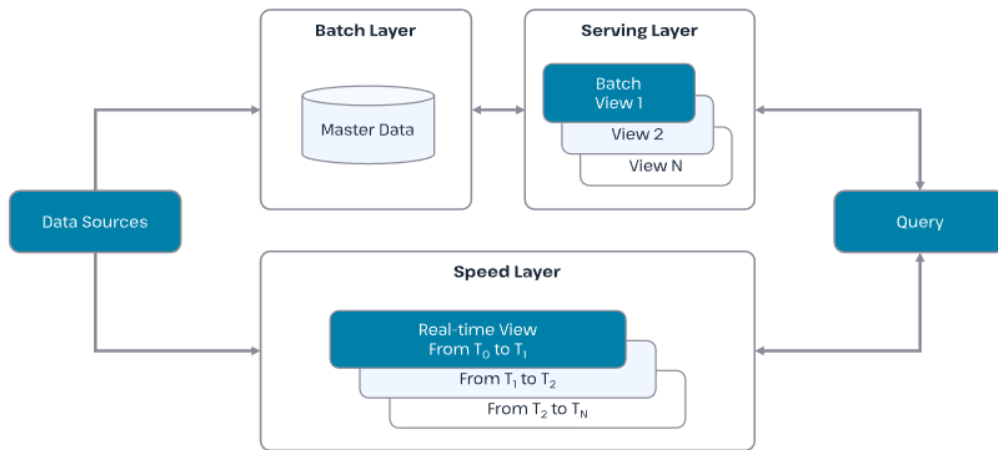 Batch Layer
Master Data
Serving Layer
Batch
View 1
View 2
View N
Data Sources
Query
Speed Layer
Real-time View
From T₀ to T₁
From T₁ to T₂
From T₂ to Tₙ